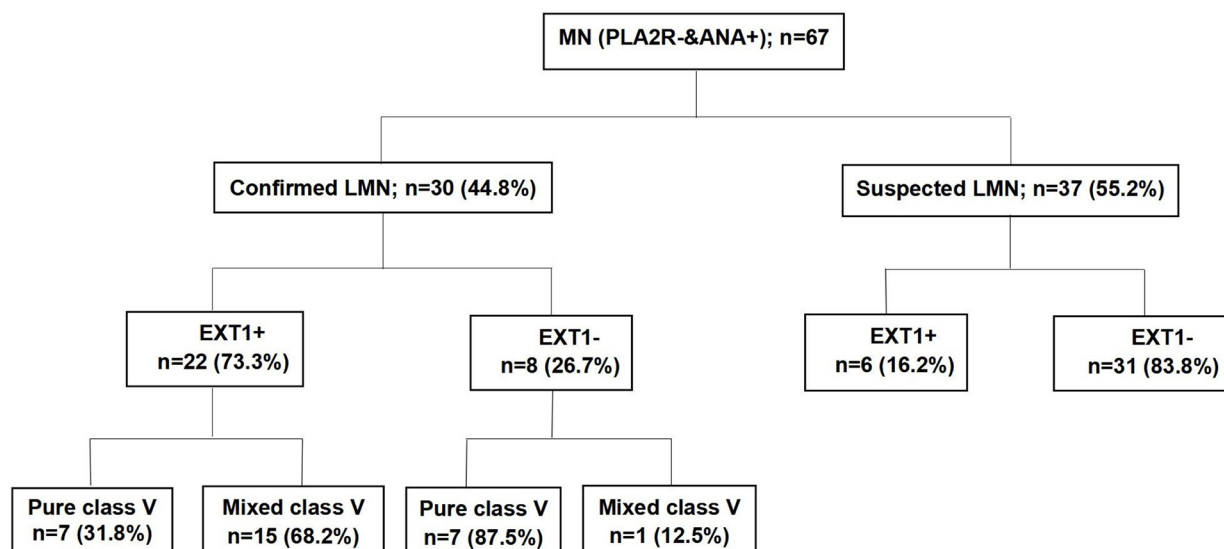 MN (PLA2R-&ANA+); n=67
Confirmed LMN; n=30 (44.8%)
Suspected LMN; n=37 (55.2%)
EXT1+
n=22 (73.3%)
EXT1-
n=8 (26.7%)
EXT1+
n=6 (16.2%)
EXT1-
n=31 (83.8%)
Pure class V
n=7 (31.8%)
Mixed class V
n=15 (68.2%)
Pure class V
n=7 (87.5%)
Mixed class V
n=1 (12.5%)